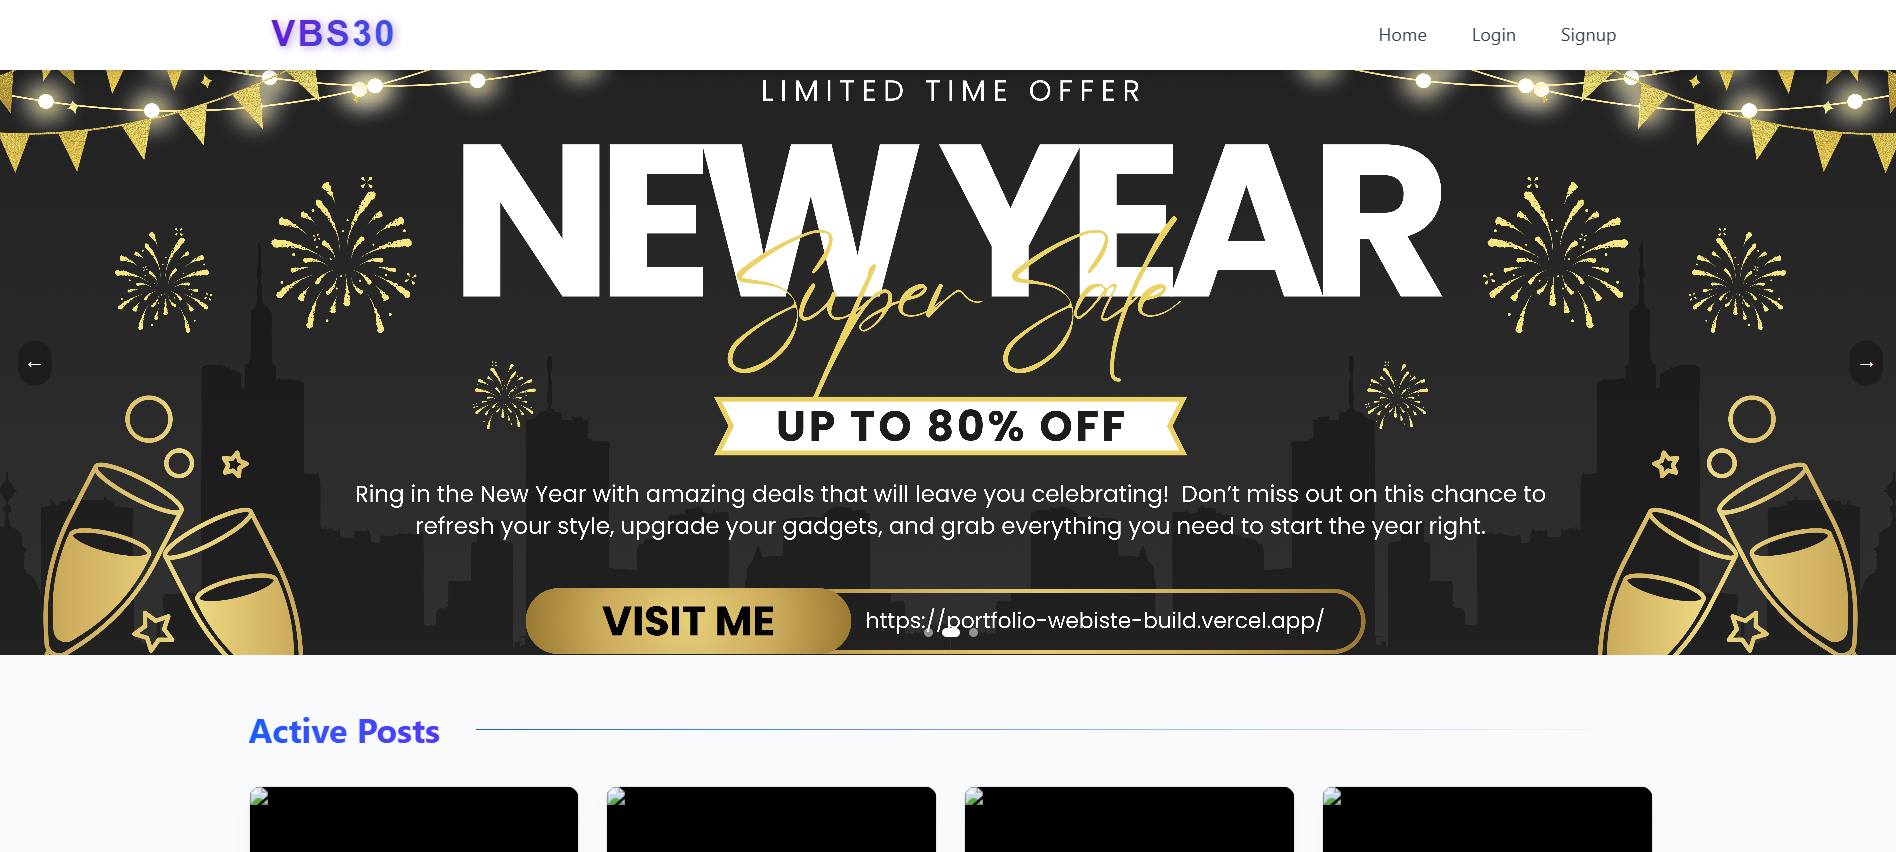 VBS30
Home
Login
Signup
LIMITED TIME OFFER
NEW YEAR
Super Sale
UP TO 80% OFF
Ring in the New Year with amazing deals that will leave you celebrating! Don’t miss out on this chance to
refresh your style, upgrade your gadgets, and grab everything you need to start the year right.
←
→
VISIT ME
https://portfolio-webiste-build.vercel.app/
Active Posts